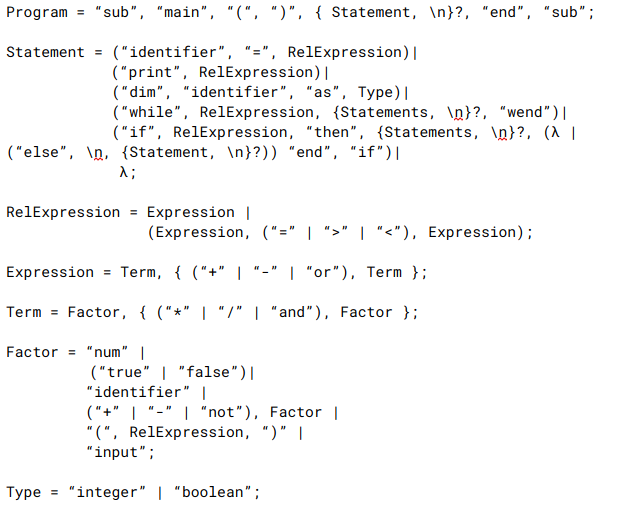 Program = “sub”, “main”, “(“, “)”, { Statement, \n}?, “end”, “sub”;
Statement = (“identifier”, “=”, RelExpression)|
(“print”, RelExpression)|
(“dim”, “identifier”, “as”, Type)|
(“while”, RelExpression, {Statements, \n}?, “wend”)|
(“if”, RelExpression, “then”, {Statements, \n}?, (λ |
(“else”, \n, {Statement, \n}?)) “end”, “if”)|
λ;
RelExpression = Expression |
(Expression, (“=” | “>” | “<”), Expression);
Expression = Term, { (“+” | “-” | “or”), Term };
Term = Factor, { (“*” | “/” | “and”), Factor };
Factor = “num” |
(“true” | “false”)|
“identifier” |
(“+” | “-” | “not”), Factor |
“(“, RelExpression, “)” |
“input”;
Type = “integer” | “boolean”;